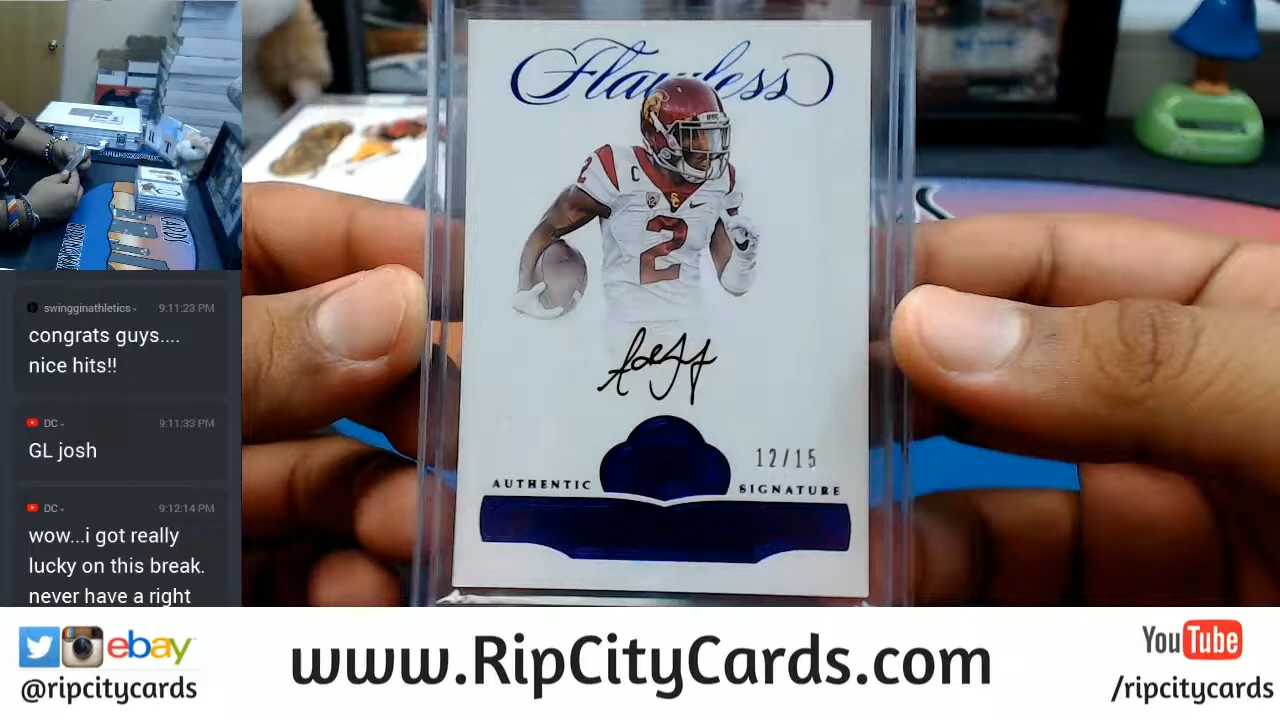 swingginathletics
9:11:23 PM
congrats guys....
nice hits!!
DC
9:11:33 PM
GL josh
DC
9:12:14 PM
wow...i got really
lucky on this break.
never have a right
Flawless
2
C
SC
2
12/15
AUTHENTIC
SIGNATURE
ebay
@ripcitycards
www.RipCityCards.com
YouTube
/ripcitycards